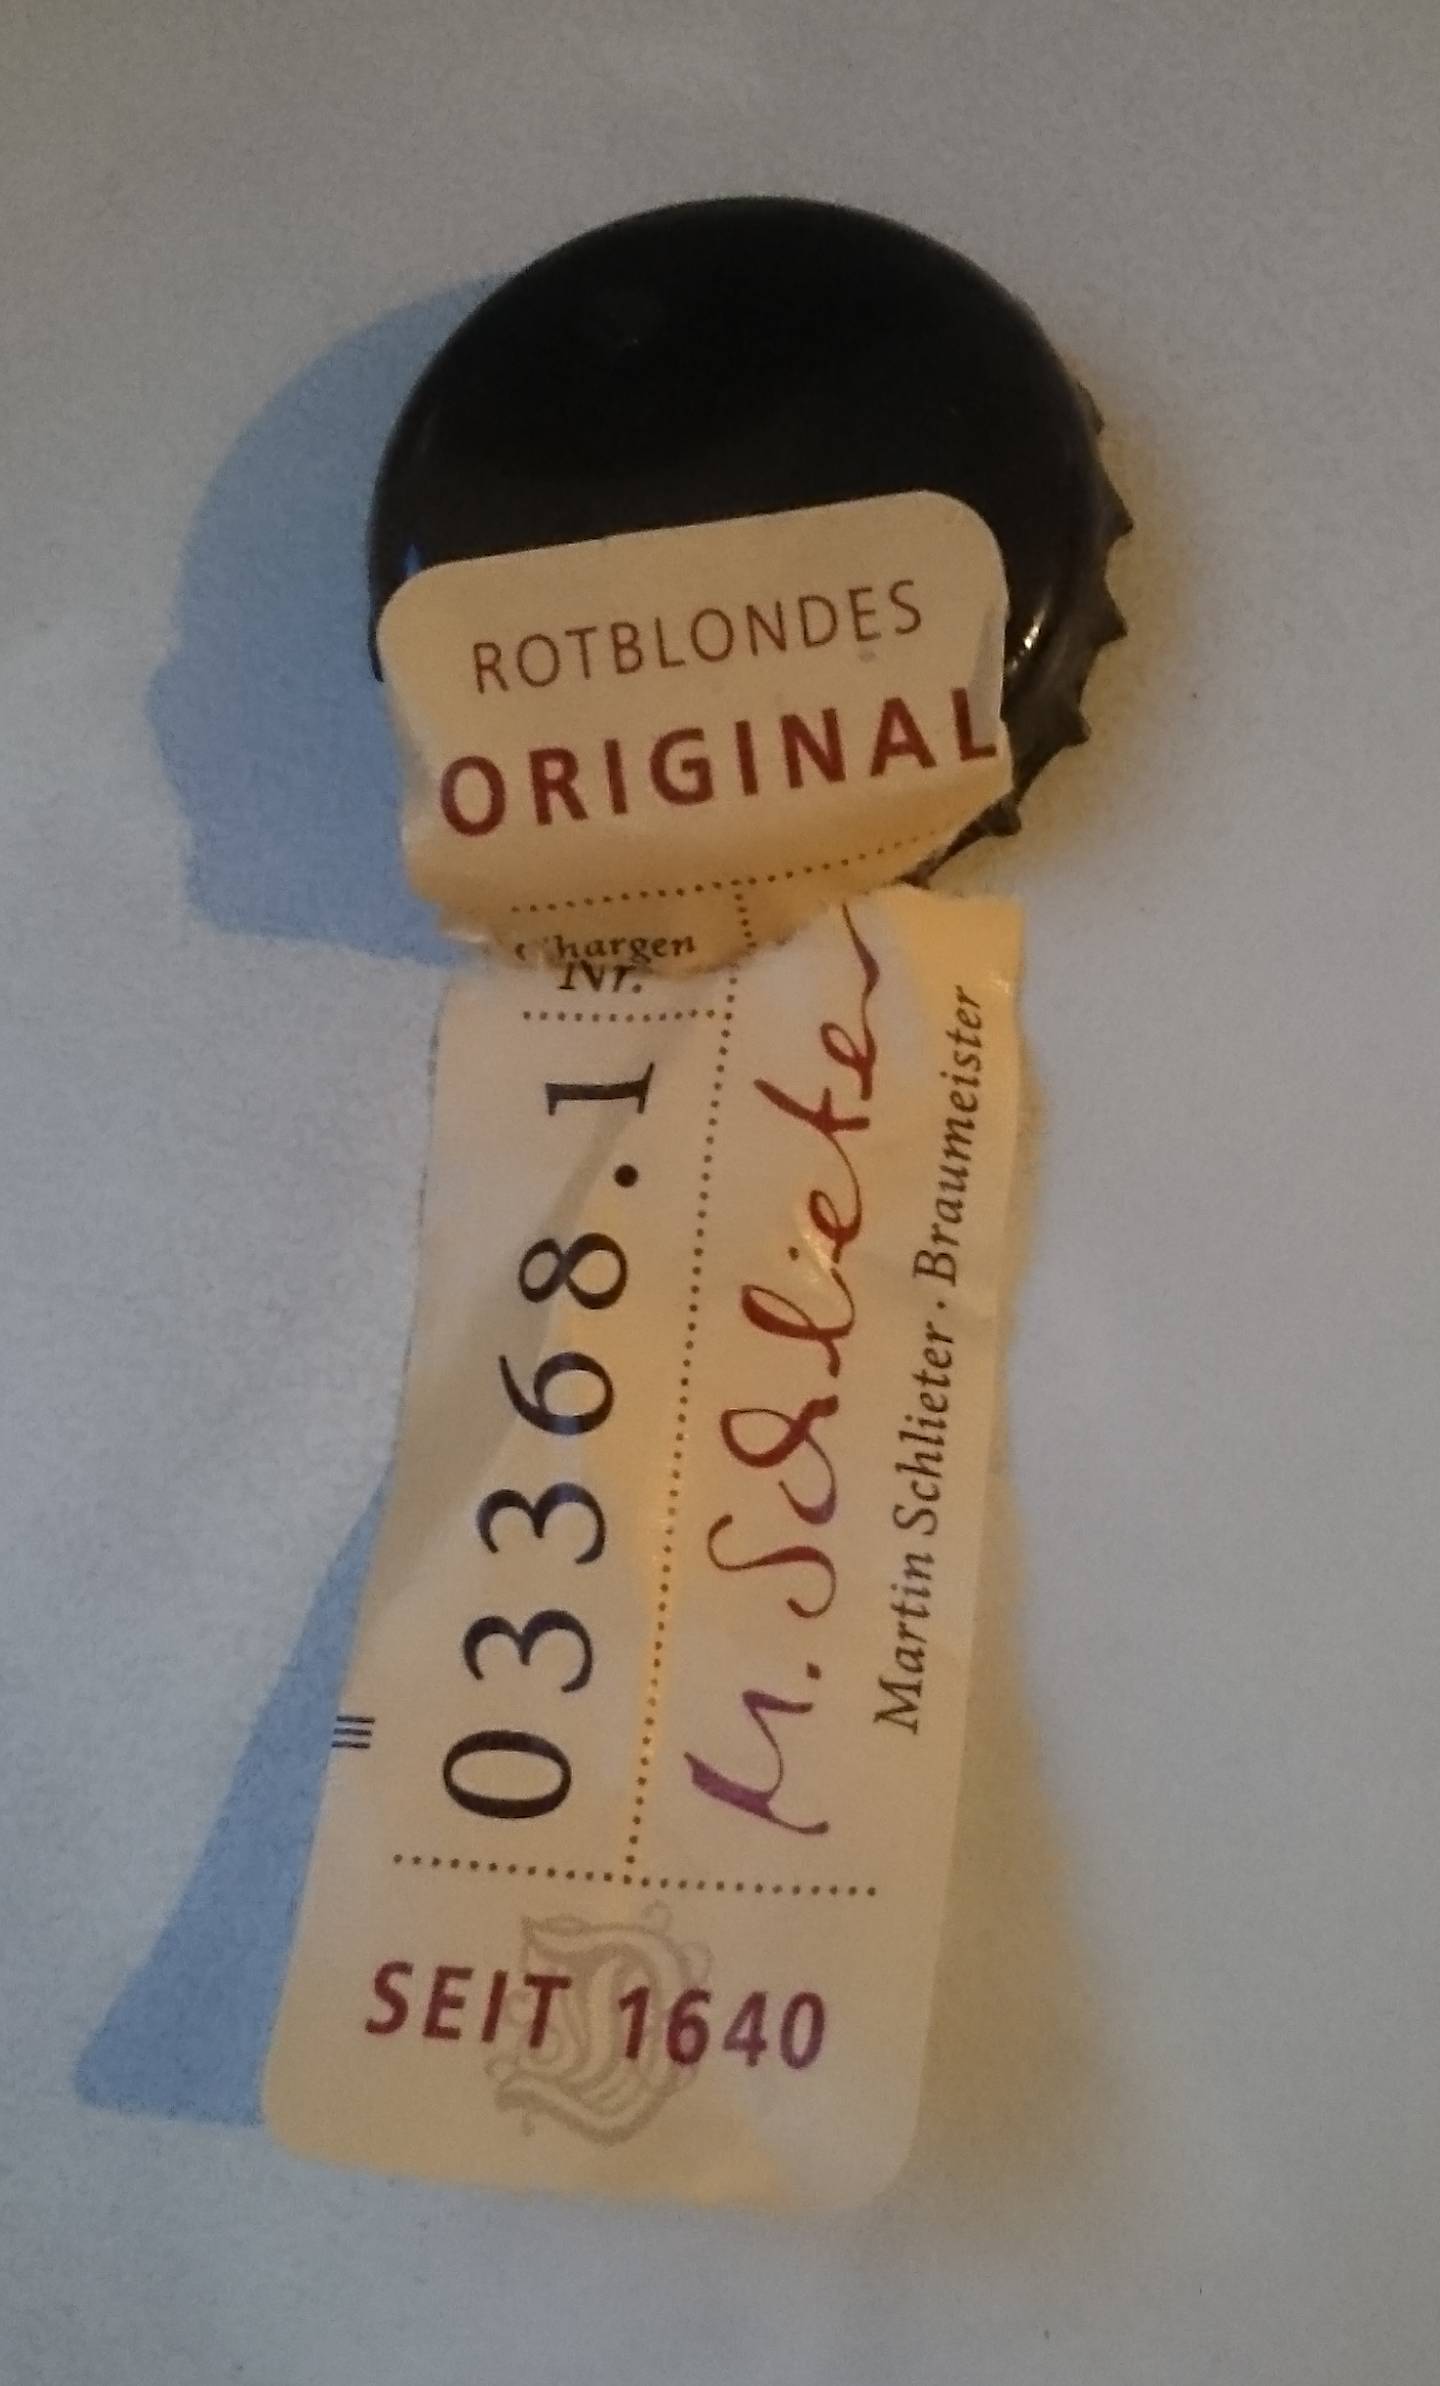 ROTBLONDES
ORIGINAL
Chargen
Nr.
03368.1
M. Schlieter
Martin Schlieter · Braumeister
SEIT 1640